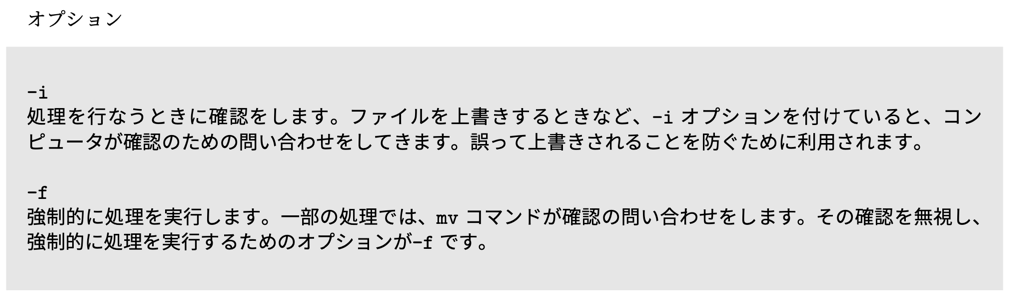 オプション
-i
処理を行なうときに確認をします。ファイルを上書きするときなど、-i オプションを付けていると、コン
ピュータが確認のための問い合わせをしてきます。誤って上書きされることを防ぐために利用されます。
-f
強制的に処理を実行します。一部の処理では、mv コマンドが確認の問い合わせをします。その確認を無視し、
強制的に処理を実行するためのオプションが-f です。